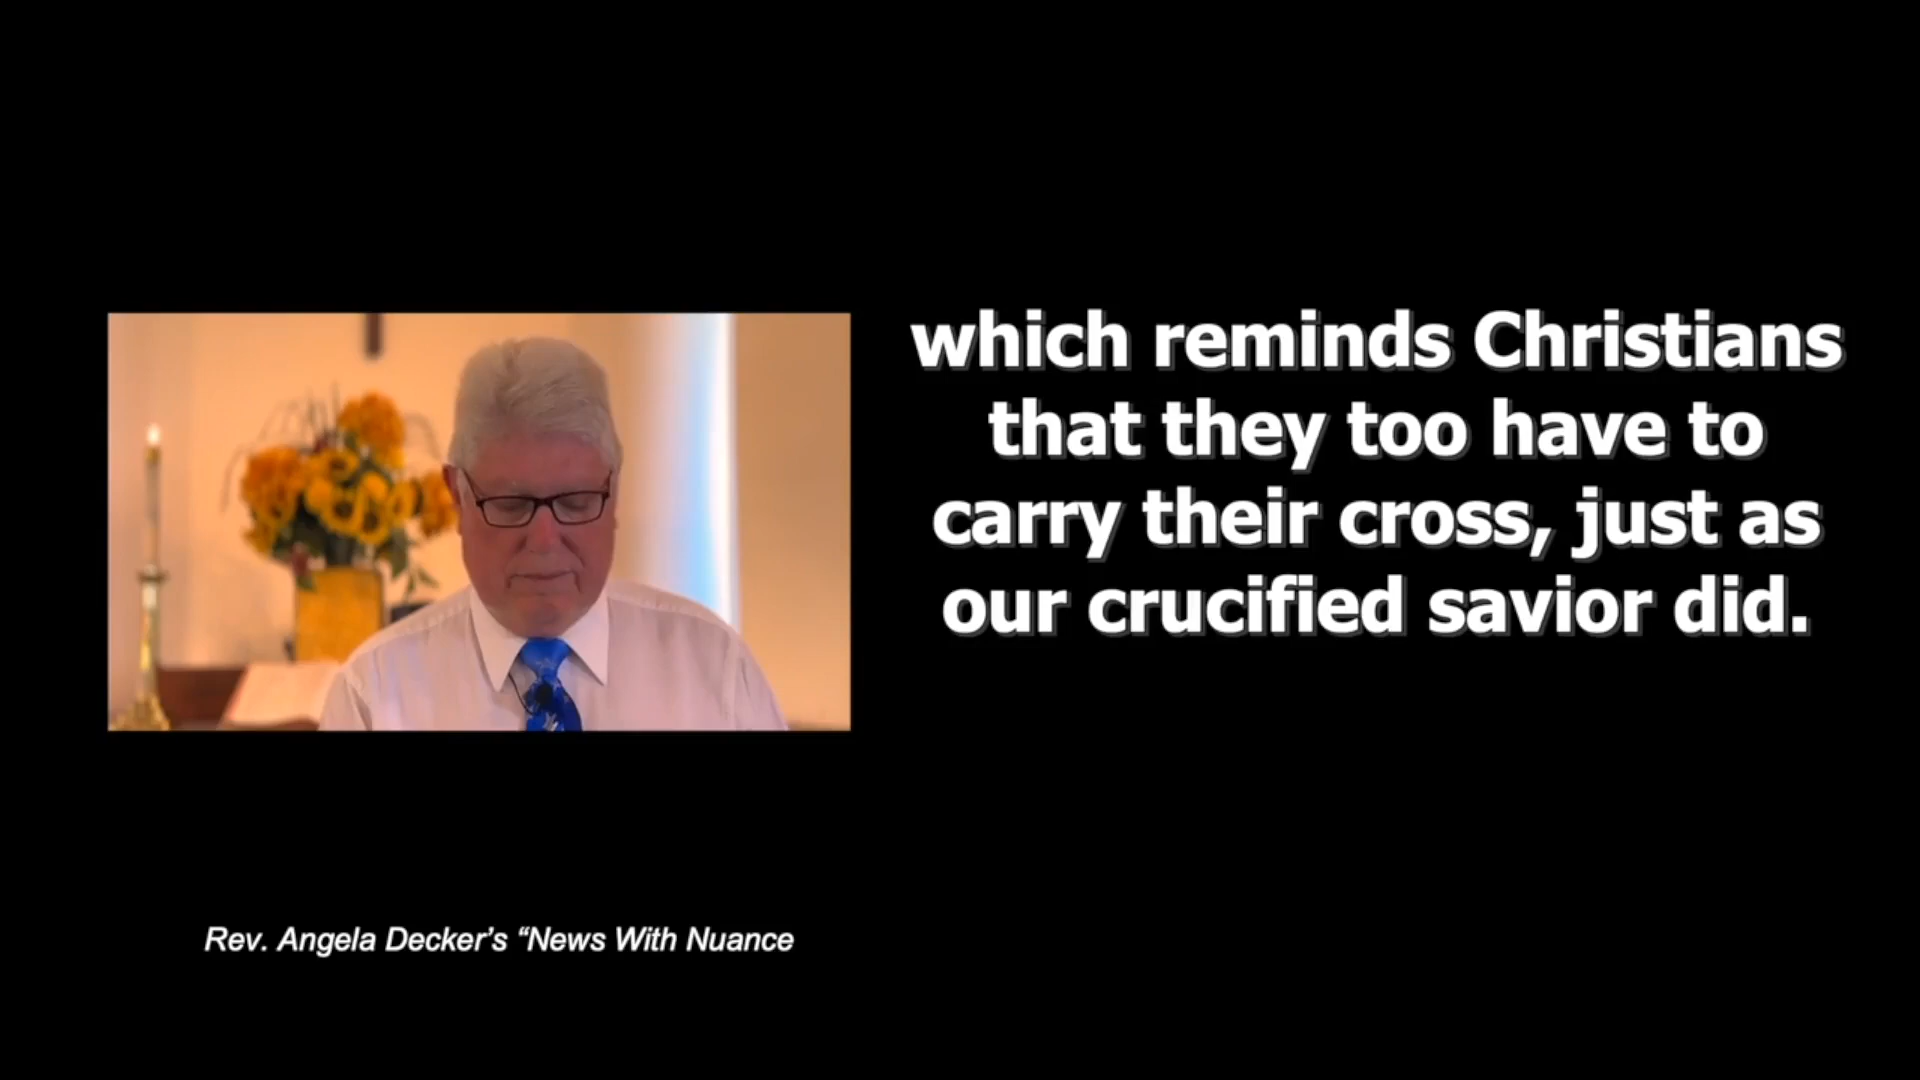 which reminds Christians
that they too have to
carry their cross, just as
our crucified savior did.
Rev. Angela Decker’s “News With Nuance